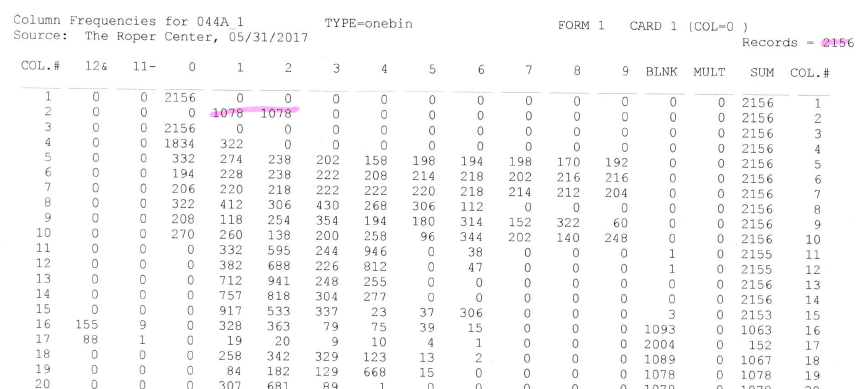 Column Frequencies for 044A_1 TYPE=onebin FORM 1 CARD 1 (COL=0 )
Source: The Roper Center, 05/31/2017
Records = 2156
COL.# 12& 11- 0 1 2 3 4 5 6 7 8 9 BLNK MULT SUM COL.#
1 0 0 2156 0 0 0 0 0 0 0 0 0 0 0 2156 1
2 0 0 0 1078 1078 0 0 0 0 0 0 0 0 0 2156 2
3 0 0 2156 0 0 0 0 0 0 0 0 0 0 0 2156 3
4 0 0 1834 322 0 0 0 0 0 0 0 0 0 0 2156 4
5 0 0 332 274 238 202 158 198 194 198 170 192 0 0 2156 5
6 0 0 194 228 238 222 208 214 218 202 216 216 0 0 2156 6
7 0 0 206 220 218 222 222 220 218 214 212 204 0 0 2156 7
8 0 0 322 412 306 430 268 306 112 0 0 0 0 0 2156 8
9 0 0 208 118 254 354 194 180 314 152 322 60 0 0 2156 9
10 0 0 270 260 138 200 258 96 344 202 140 248 0 0 2156 10
11 0 0 0 332 595 244 946 0 38 0 0 0 1 0 2155 11
12 0 0 0 382 688 226 812 0 47 0 0 0 1 0 2155 12
13 0 0 0 712 941 248 255 0 0 0 0 0 0 0 2156 13
14 0 0 0 757 818 304 277 0 0 0 0 0 0 0 2156 14
15 0 0 0 917 533 337 23 37 306 0 0 0 3 0 2153 15
16 155 9 0 328 363 79 75 39 15 0 0 0 1093 0 1063 16
17 88 1 0 19 20 9 10 4 1 0 0 0 2004 0 152 17
18 0 0 0 258 342 329 123 13 2 0 0 0 1089 0 1067 18
19 0 0 0 84 182 129 668 15 0 0 0 0 1078 0 1078 19
20 0 0 0 307 681 89 1 0 0 0 0 0 1078 0 1078 20